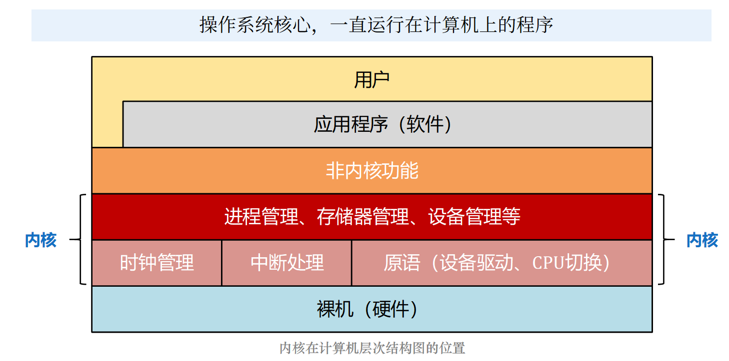 操作系统核心，一直运行在计算机上的程序
用户
应用程序（软件）
非内核功能
进程管理、存储器管理、设备管理等
内核
内核
时钟管理
中断处理
原语（设备驱动、CPU切换）
裸机（硬件）
内核在计算机层次结构图的位置